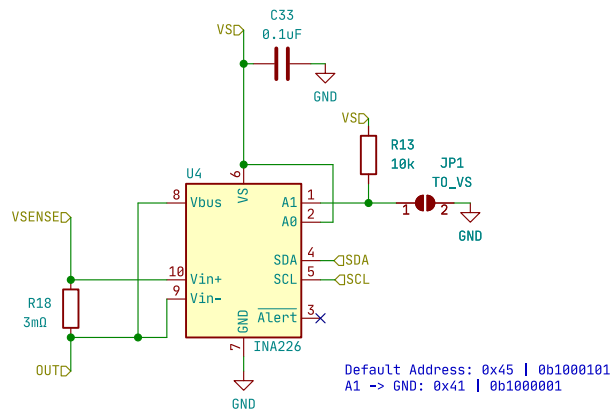 C33
0.1uF
VS
GND
VS
R13
10k
JP1
TO_VS
1
2
GND
U4
6
VS
8
Vbus
A1
1
A0
2
VSENSE
SDA
4
SDA
SCL
5
SCL
10
Vin+
9
Vin-
R18
3mΩ
Alert
3
GND
7
INA226
OUT
GND
Default Address: 0x45 | 0b1000101
A1 -> GND: 0x41 | 0b1000001